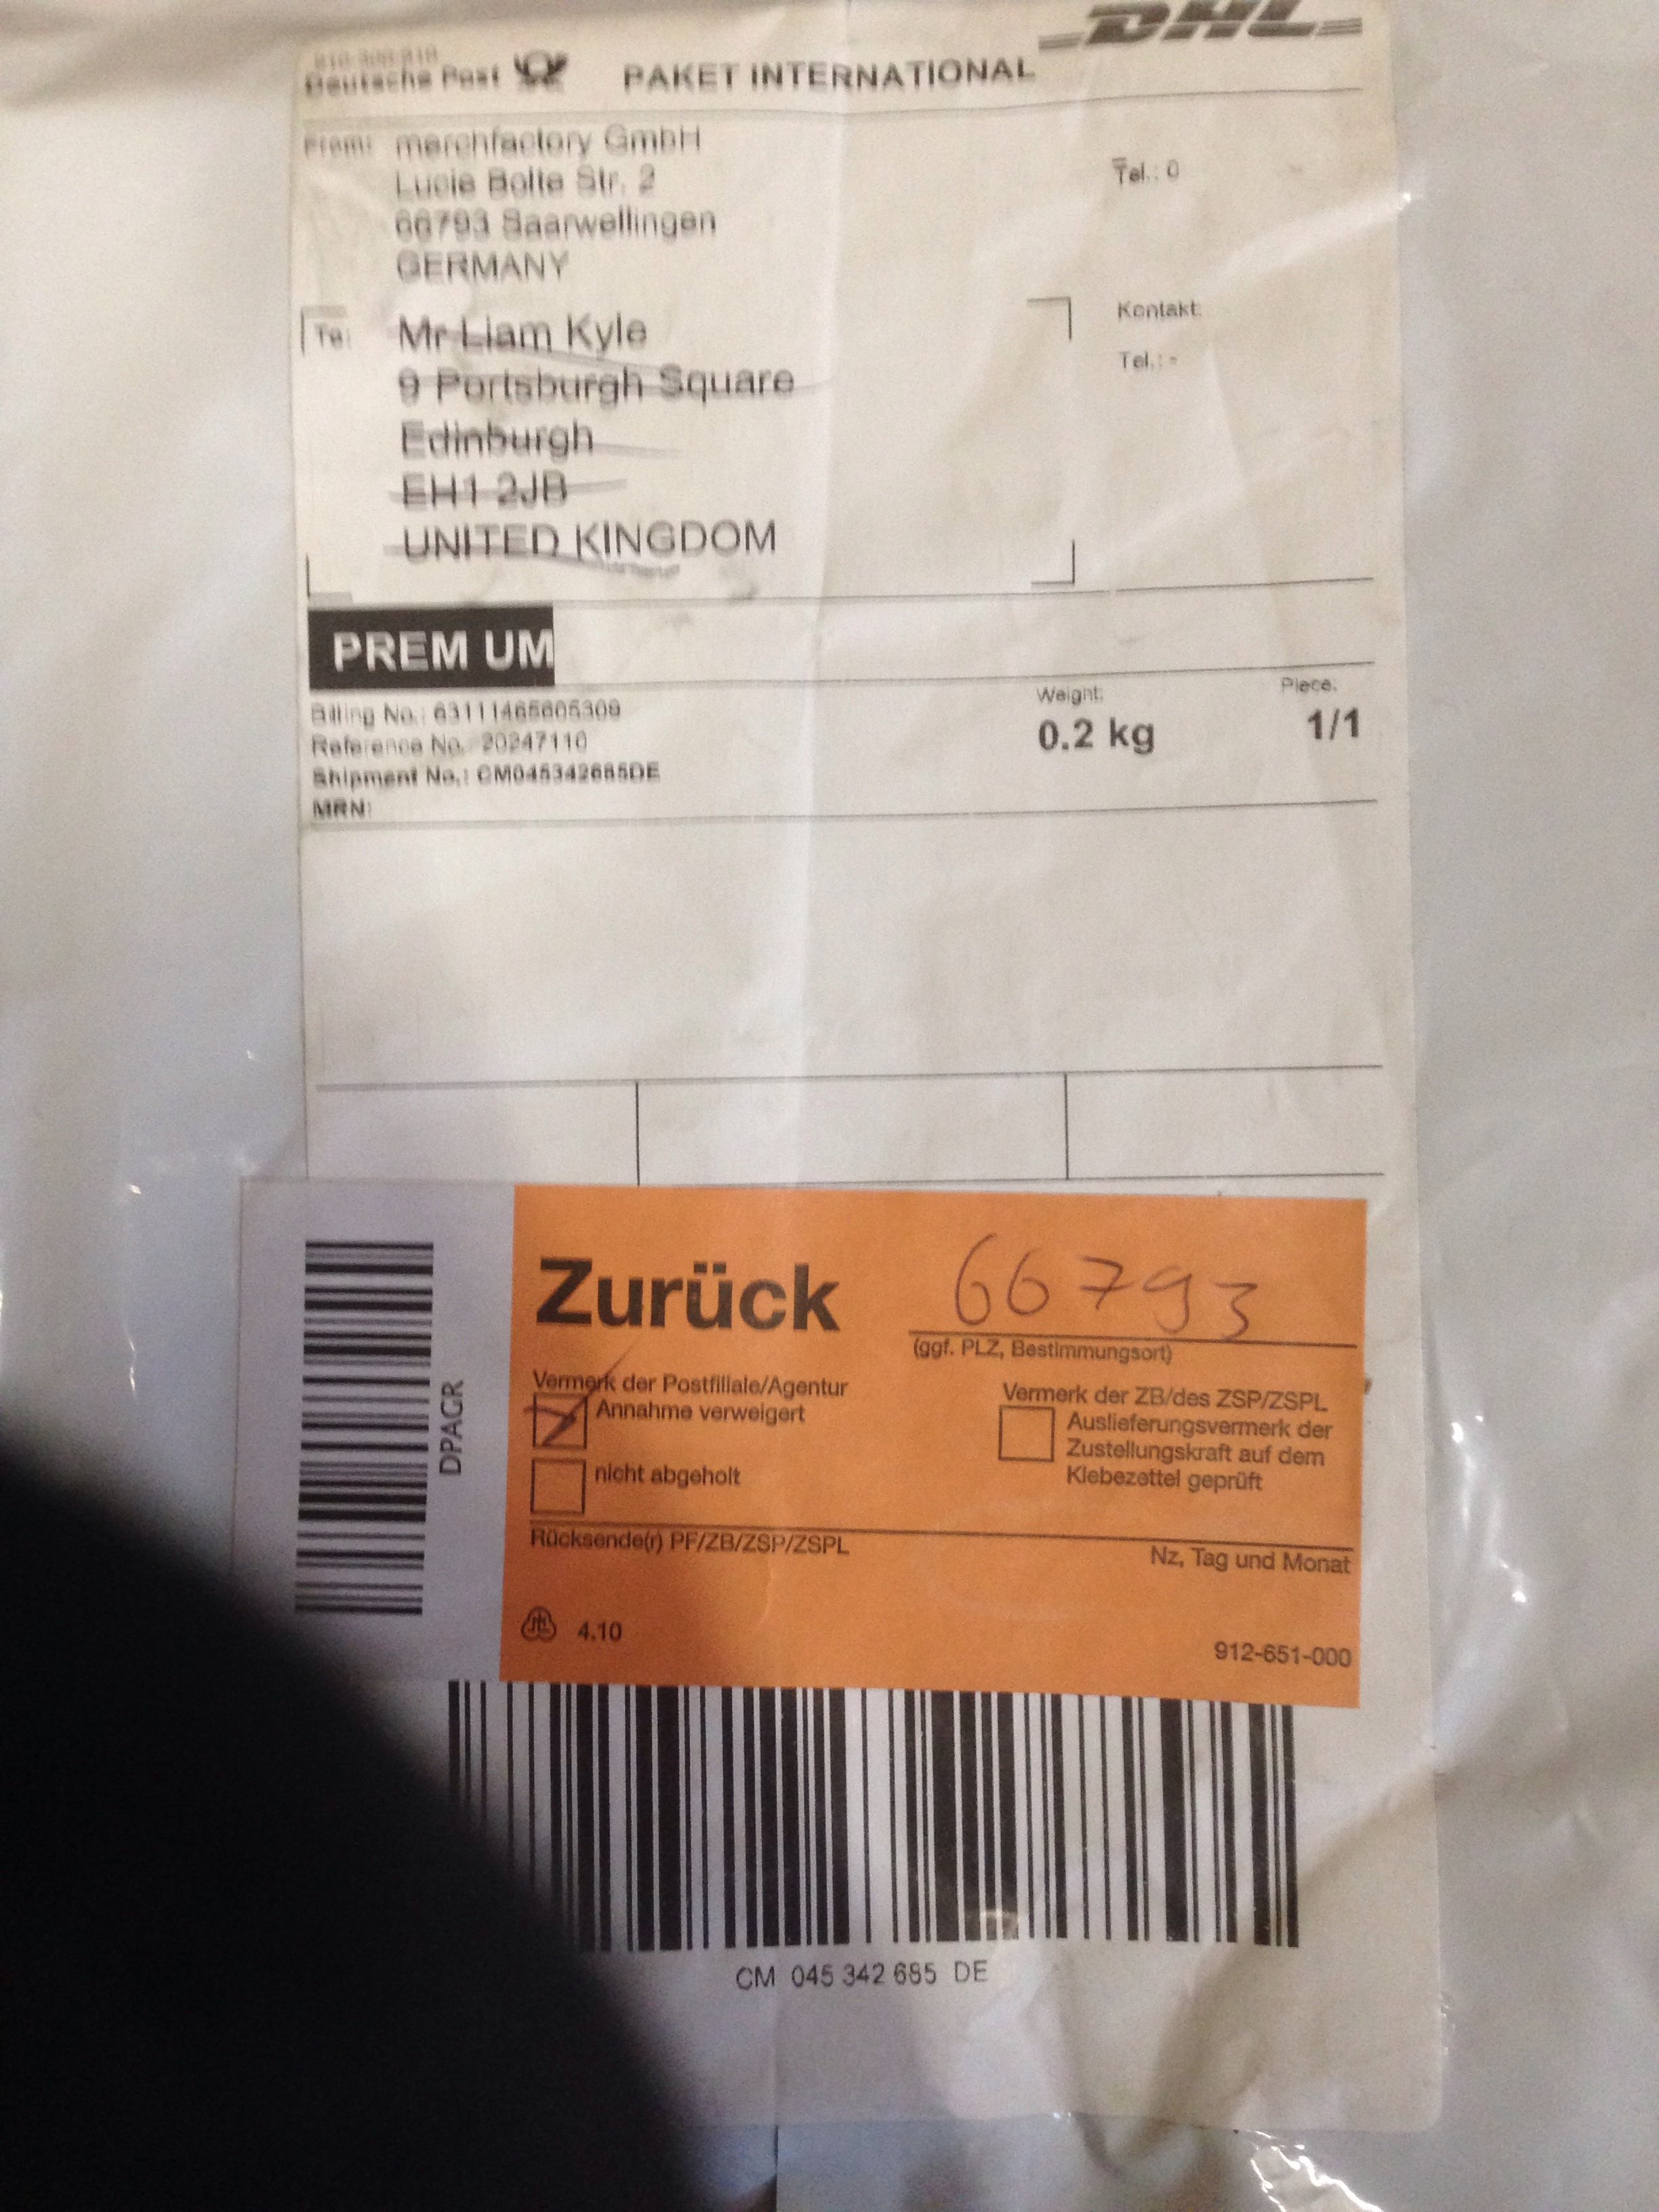 DHL
Deutsche Post
PAKET INTERNATIONAL
From: merchfactory GmbH
Lucie Bolte Str. 2
66793 Saarwellingen
GERMANY
Tel.: 0
To: Mr Liam Kyle
9 Portsburgh Square
Edinburgh
EH1 2JB
UNITED KINGDOM
Kontakt:
Tel.: -
PREM UM
Billing No.: 63111465605309
Reference No. 20247110
Shipment No.: CM045342685DE
MRN:
Weight:
0.2 kg
Piece:
1/1
DPAGR
Zurück
66793
(ggf. PLZ, Bestimmungsort)
Vermerk der Postfiliale/Agentur
Annahme verweigert
nicht abgeholt
Vermerk der ZB/des ZSP/ZSPL
Auslieferungsvermerk der
Zustellungskraft auf dem
Klebezettel geprüft
Rücksende(r) PF/ZB/ZSP/ZSPL
Nz, Tag und Monat
4.10
912-651-000
CM 045 342 685 DE